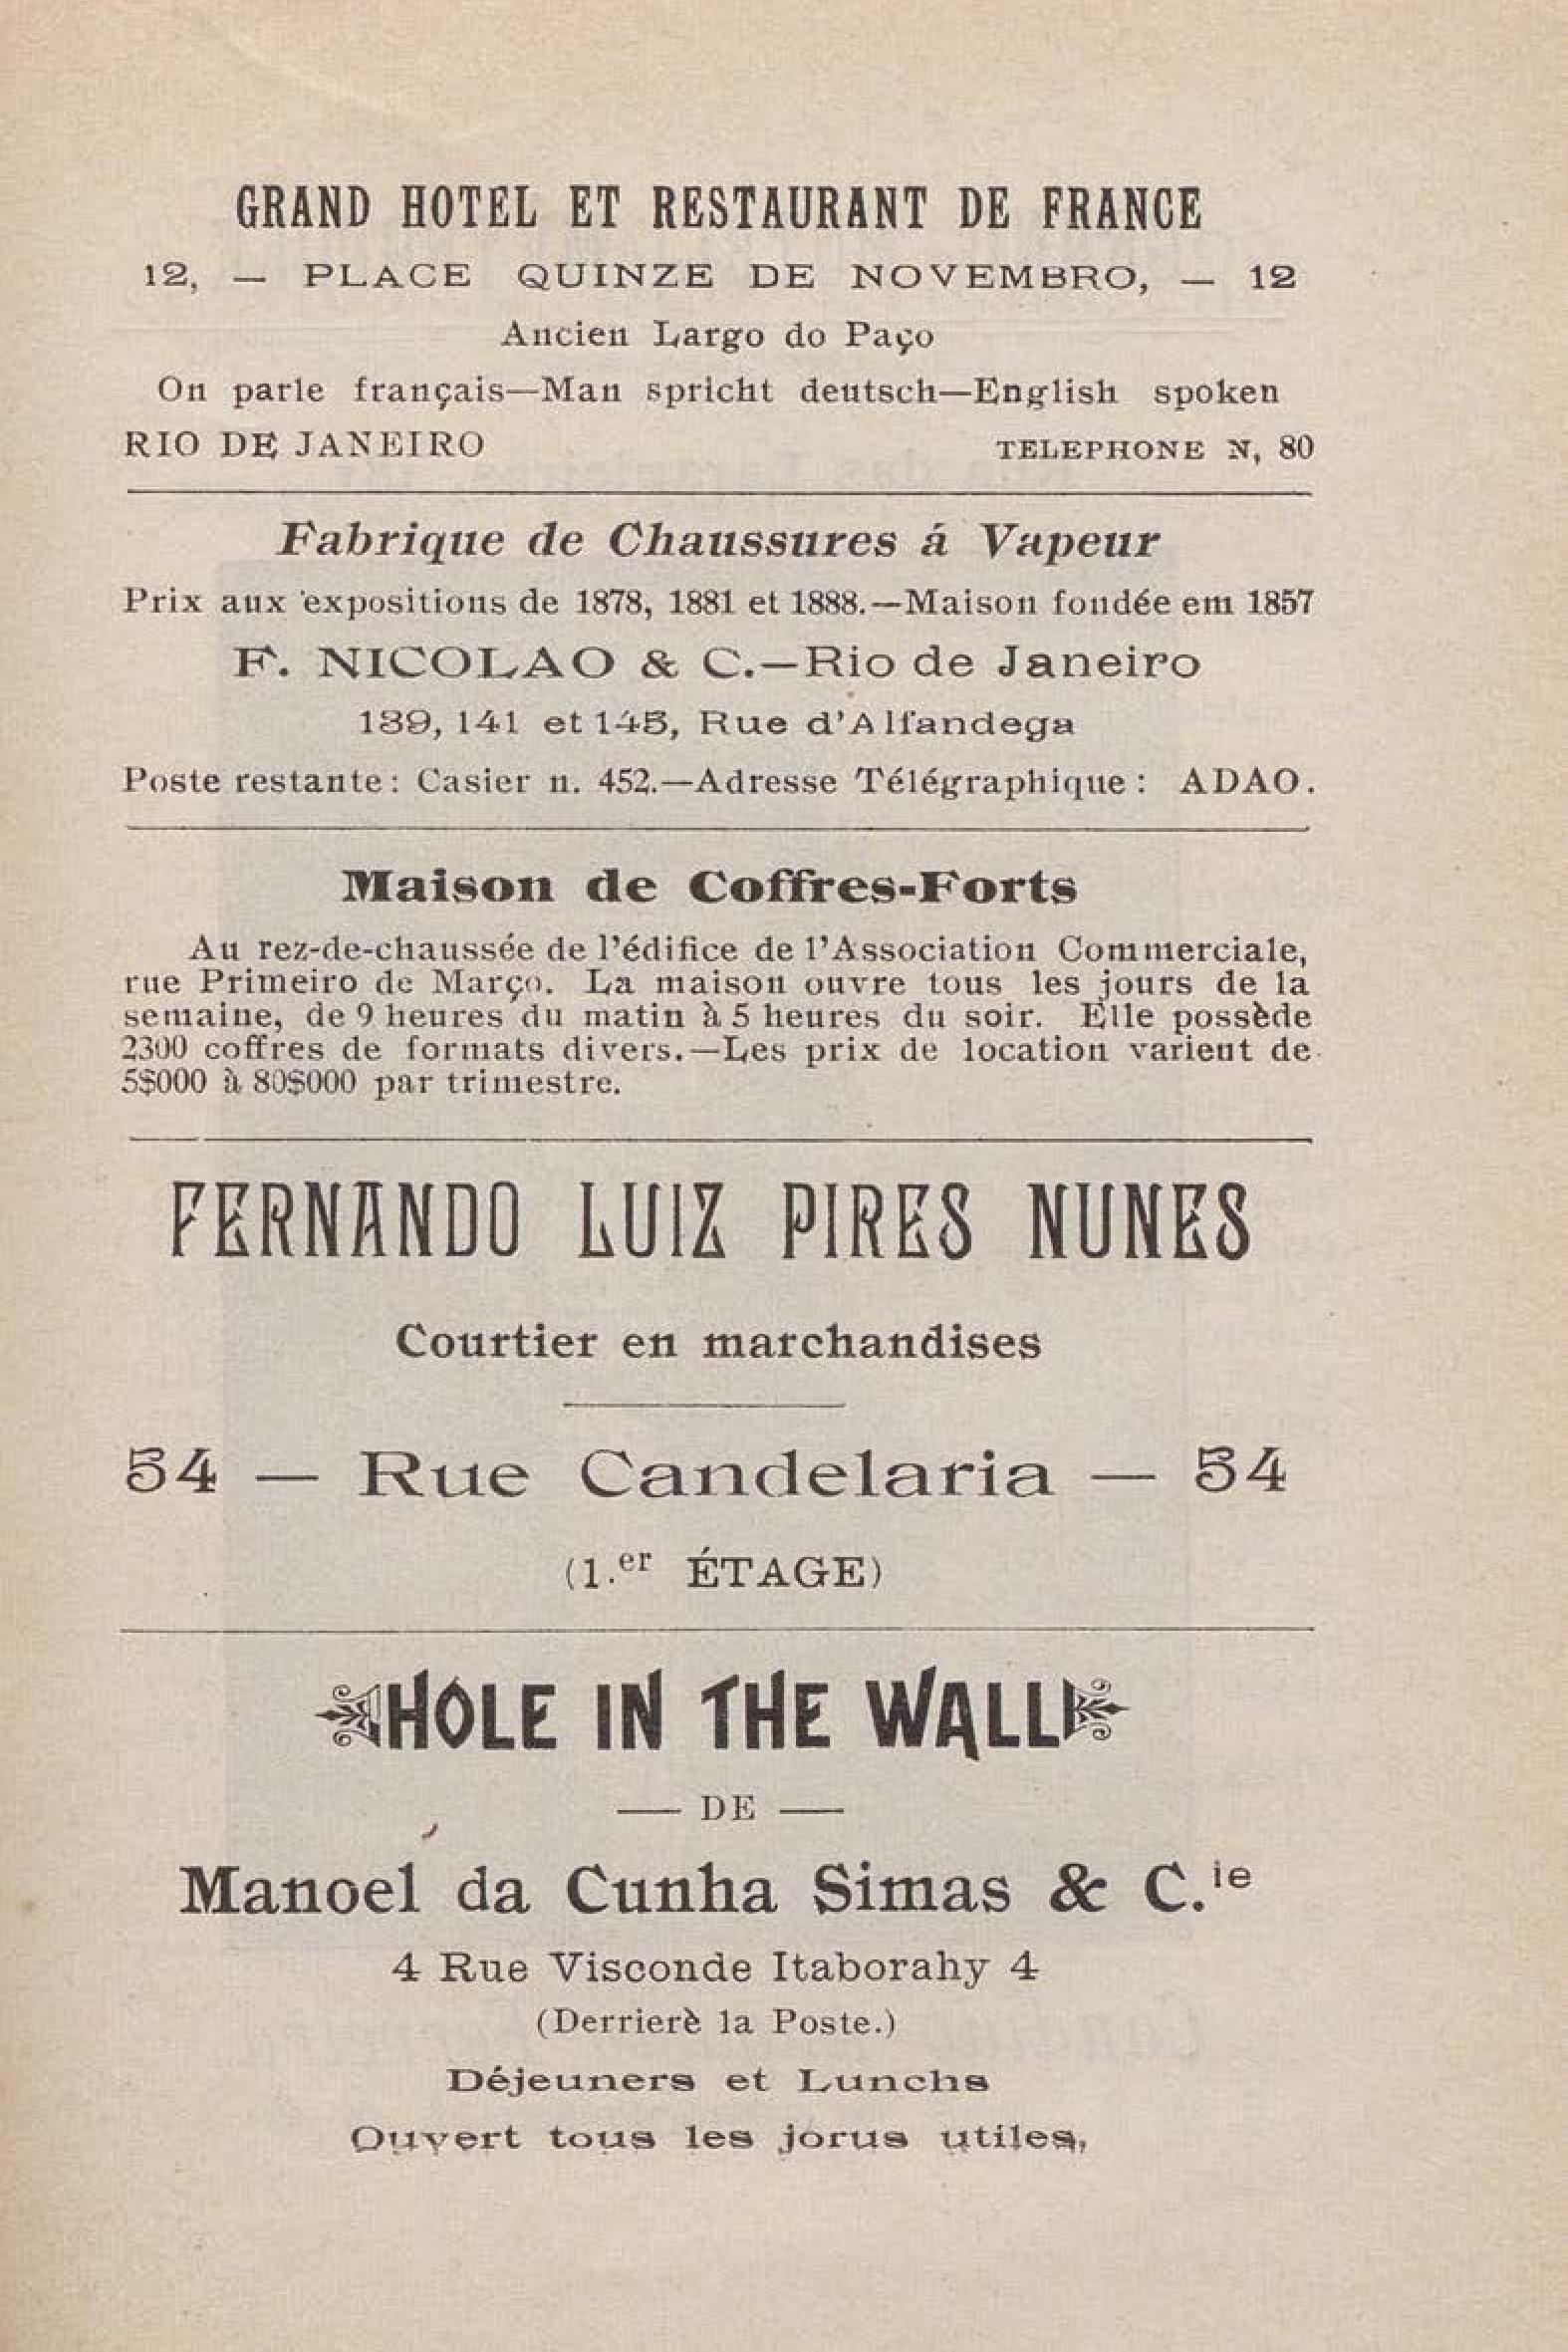 GRAND HOTEL ET RESTAURANT DE FRANCE
12, — PLACE QUINZE DE NOVEMBRO, — 12
Ancien Largo do Paço
On parle français—Man spricht deutsch—English spoken
RIO DE JANEIRO TELEPHONE N, 80
Fabrique de Chaussures á Vapeur
Prix aux expositions de 1878, 1881 et 1888.—Maison fondée em 1857
F. NICOLAO & C.—Rio de Janeiro
139, 141 et 145, Rue d'Alfandega
Poste restante: Casier n. 452.—Adresse Télégraphique: ADAO.
Maison de Coffres-Forts
Au rez-de-chaussée de l'édifice de l'Association Commerciale,
rue Primeiro de Março. La maison ouvre tous les jours de la
semaine, de 9 heures du matin à 5 heures du soir. Elle possède
2300 coffres de formats divers.—Les prix de location varient de
5$000 à 80$000 par trimestre.
FERNANDO LUIZ PIRES NUNES
Courtier en marchandises
54 — Rue Candelaria — 54
(1.er ÉTAGE)
HOLE IN THE WALL
— DE —
Manoel da Cunha Simas & C.ie
4 Rue Visconde Itaborahy 4
(Derrierè la Poste.)
Déjeuners et Lunchs
Ouvert tous les jorus utiles,